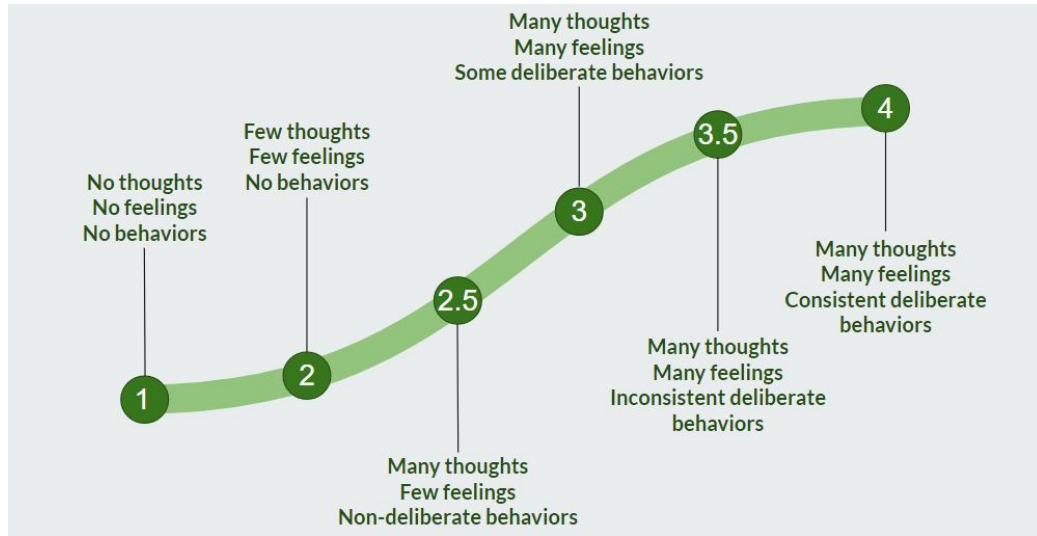 No thoughts
No feelings
No behaviors
1
Few thoughts
Few feelings
No behaviors
2
2.5
Many thoughts
Few feelings
Non-deliberate behaviors
Many thoughts
Many feelings
Some deliberate behaviors
3
3.5
Many thoughts
Many feelings
Inconsistent deliberate
behaviors
4
Many thoughts
Many feelings
Consistent deliberate
behaviors